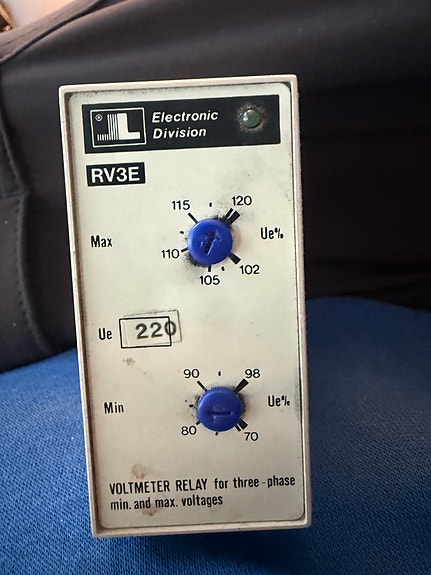 ® L Electronic
Division
RV3E
115 120
Max Ue%
110 102
105
Ue 220
90 98
Min Ue%
80 70
VOLTMETER RELAY for three-phase
min. and max. voltages